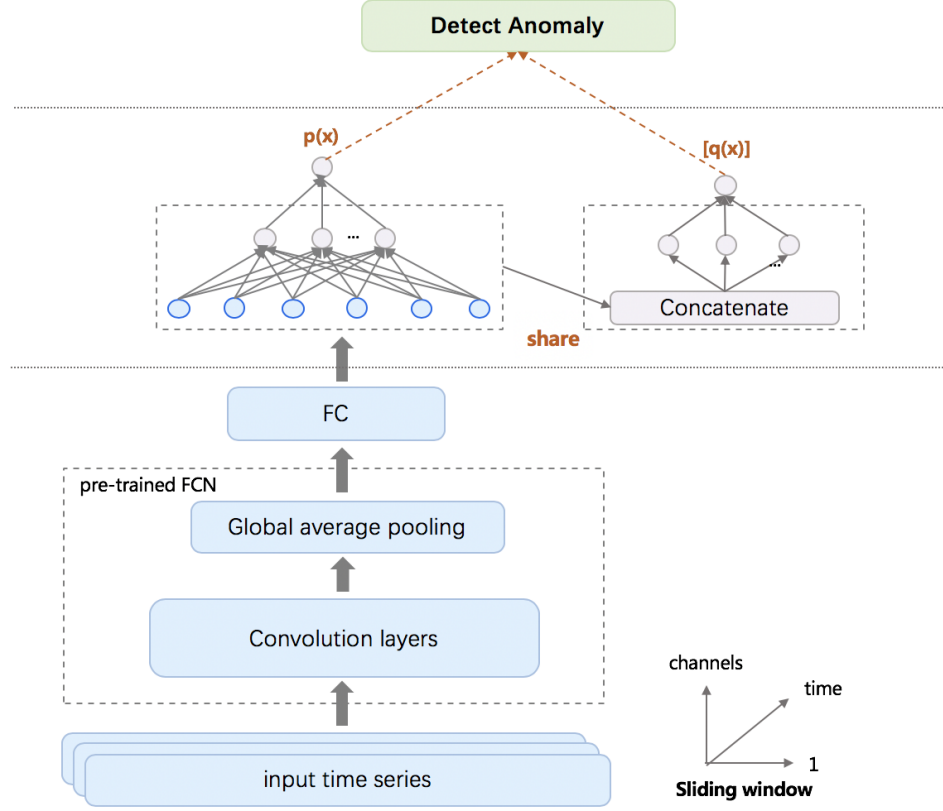 Detect Anomaly
p(x)
[q(x)]
...
...
Concatenate
share
FC
pre-trained FCN
Global average pooling
Convolution layers
channels
time
1
Sliding window
input time series